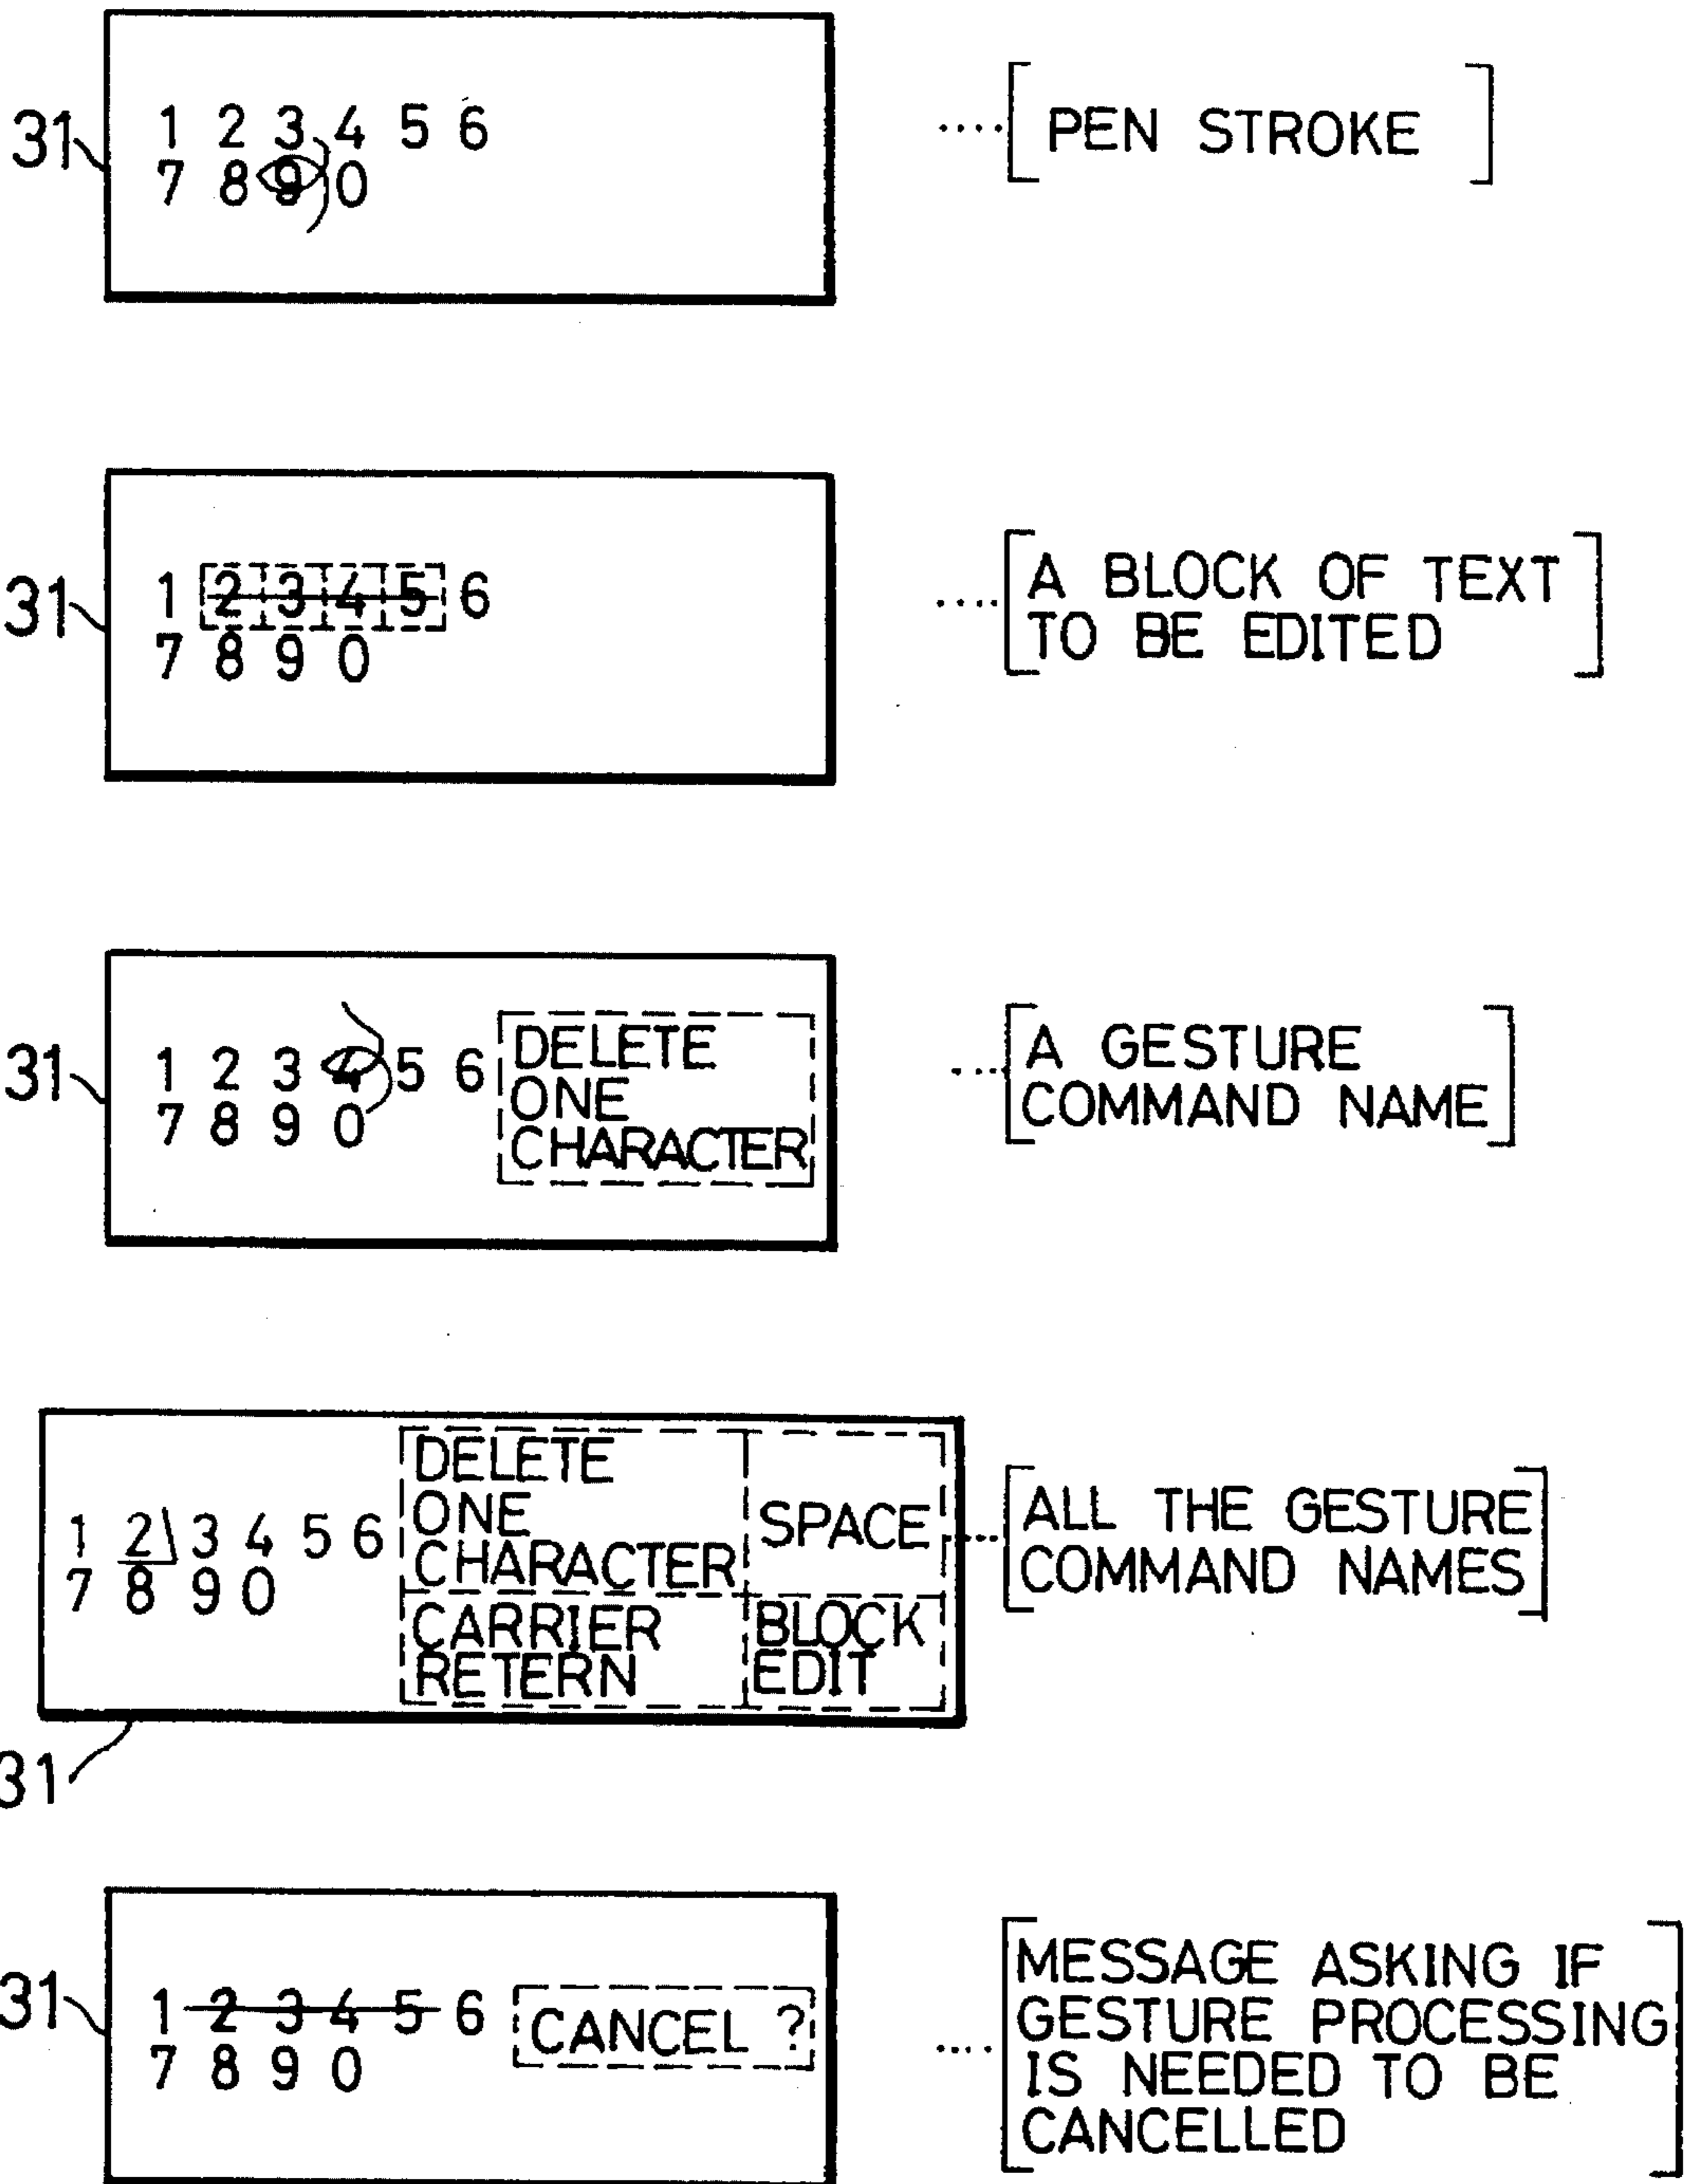 1 2 3 4 5 6
31
7 8 9 0
.... [ PEN STROKE ]
1 2 3 4 5 6
31
7 8 9 0
.... [ A BLOCK OF TEXT
TO BE EDITED ]
1 2 3 4 5 6
31
7 8 9 0
DELETE
ONE
CHARACTER
.... [ A GESTURE
COMMAND NAME ]
1 2 3 4 5 6
7 8 9 0
DELETE
ONE
CHARACTER
SPACE
CARRIER
RETERN
BLOCK
EDIT
.... [ ALL THE GESTURE
COMMAND NAMES ]
31
31
1 2 3 4 5 6
7 8 9 0
CANCEL ?
.... [ MESSAGE ASKING IF
GESTURE PROCESSING
IS NEEDED TO BE
CANCELLED ]